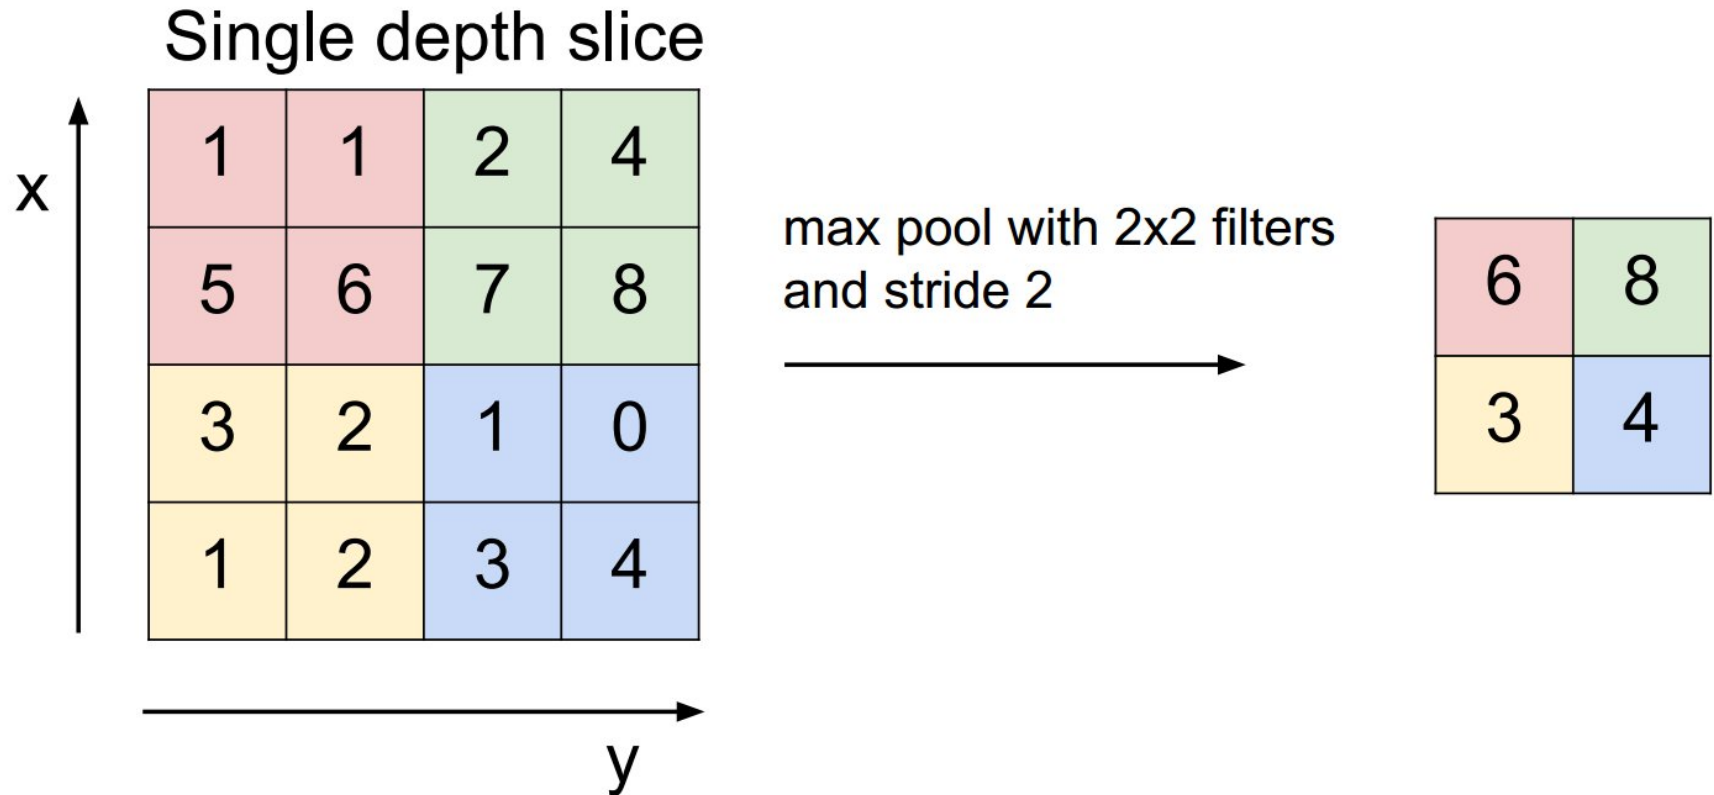 Single depth slice
x
1 1 2 4
5 6 7 8
3 2 1 0
1 2 3 4
y
max pool with 2x2 filters
and stride 2
6 8
3 4